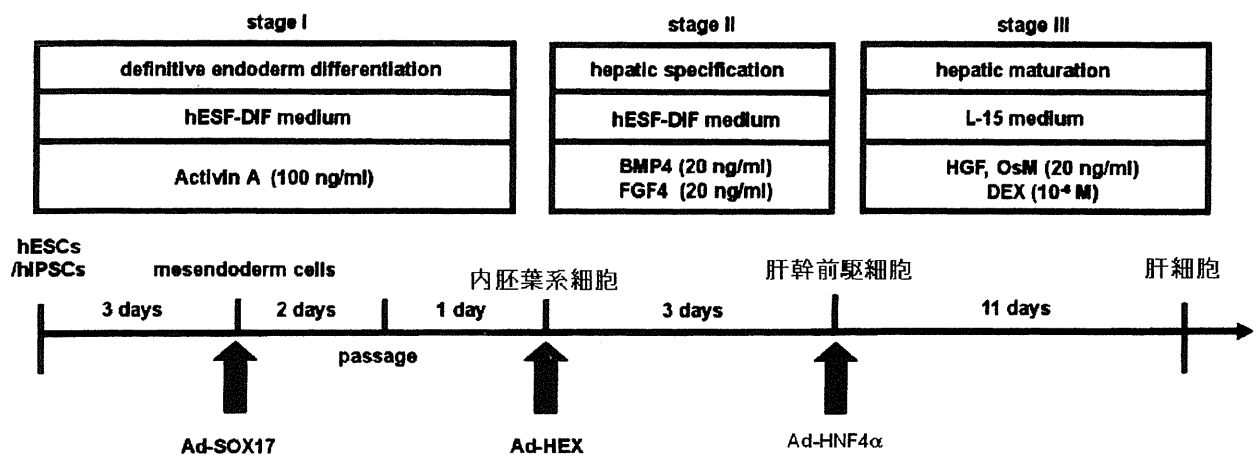 stage I
stage II
stage III
definitive endoderm differentiation
hepatic specification
hepatic maturation
hESF-DIF medium
hESF-DIF medium
L-15 medium
Activin A (100 ng/ml)
BMP4 (20 ng/ml)
FGF4 (20 ng/ml)
HGF, OsM (20 ng/ml)
DEX (10⁻⁶ M)
hESCs
/hiPSCs
mesendoderm cells
内胚葉系細胞
肝幹前駆細胞
肝細胞
3 days
2 days
1 day
3 days
11 days
passage
Ad-SOX17
Ad-HEX
Ad-HNF4α